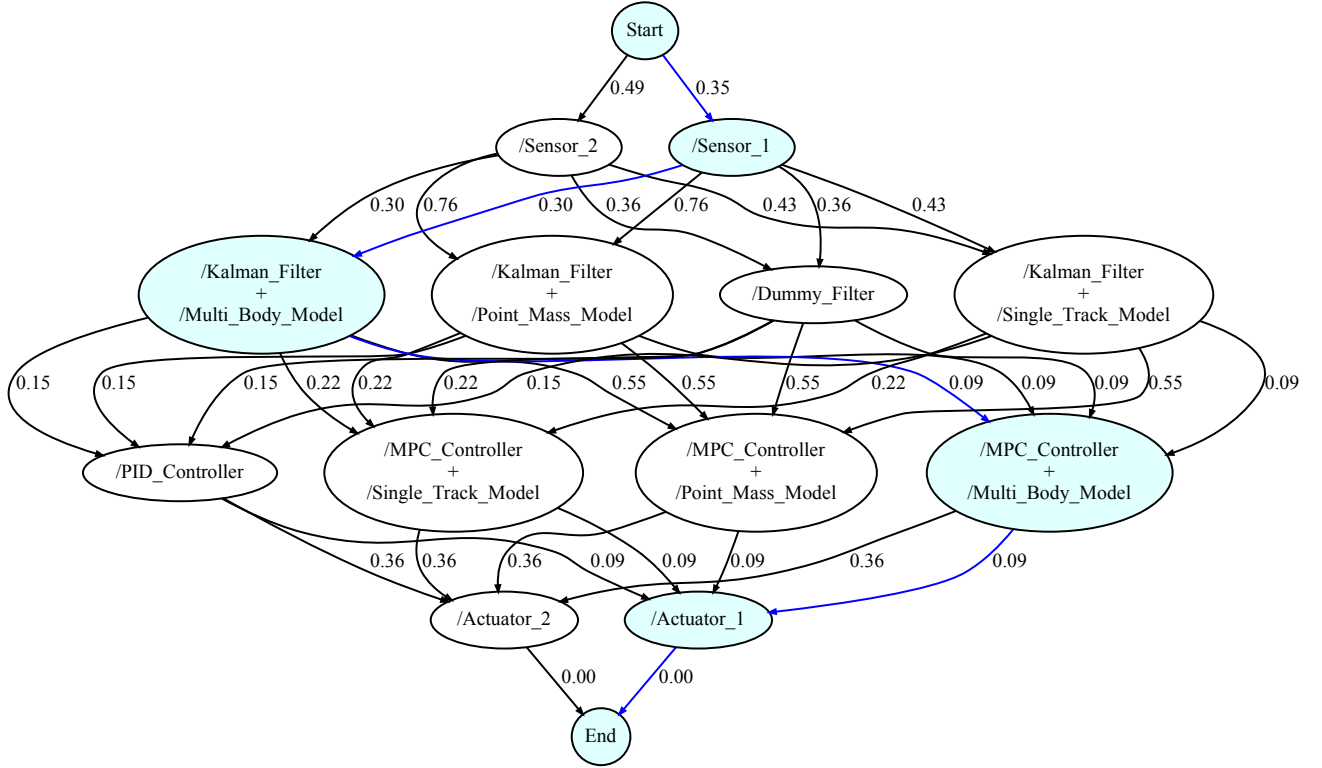 Start
0.49
0.35
/Sensor_2
/Sensor_1
0.30
0.76
0.30
0.36
0.76
0.43
0.36
0.43
/Kalman_Filter
+
/Multi_Body_Model
/Kalman_Filter
+
/Point_Mass_Model
/Dummy_Filter
/Kalman_Filter
+
/Single_Track_Model
0.15
0.15
0.15
0.22
0.22
0.22
0.15
0.55
0.55
0.55
0.22
0.09
0.09
0.09
0.55
0.09
/PID_Controller
/MPC_Controller
+
/Single_Track_Model
/MPC_Controller
+
/Point_Mass_Model
/MPC_Controller
+
/Multi_Body_Model
0.36
0.36
0.36
0.09
0.09
0.09
0.36
0.09
/Actuator_2
/Actuator_1
0.00
0.00
End